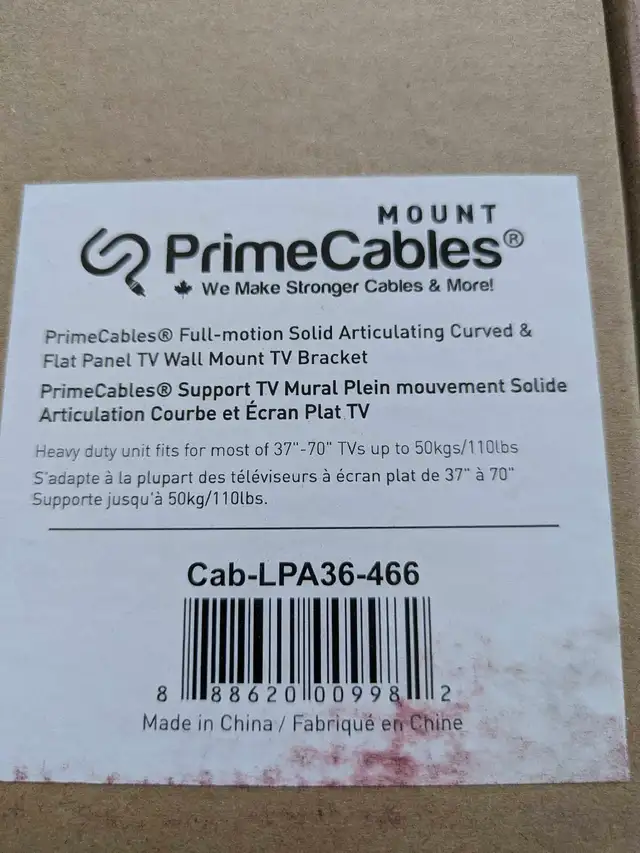 MOUNT
PrimeCables®
We Make Stronger Cables & More!
PrimeCables® Full-motion Solid Articulating Curved &
Flat Panel TV Wall Mount TV Bracket
PrimeCables® Support TV Mural Plein mouvement Solide
Articulation Courbe et Écran Plat TV
Heavy duty unit fits for most of 37"-70" TVs up to 50kgs/110lbs
S'adapte à la plupart des téléviseurs à écran plat de 37" à 70"
Supporte jusqu'à 50kg/110lbs.
Cab-LPA36-466
8 88620 00998 2
Made in China / Fabriqué en Chine